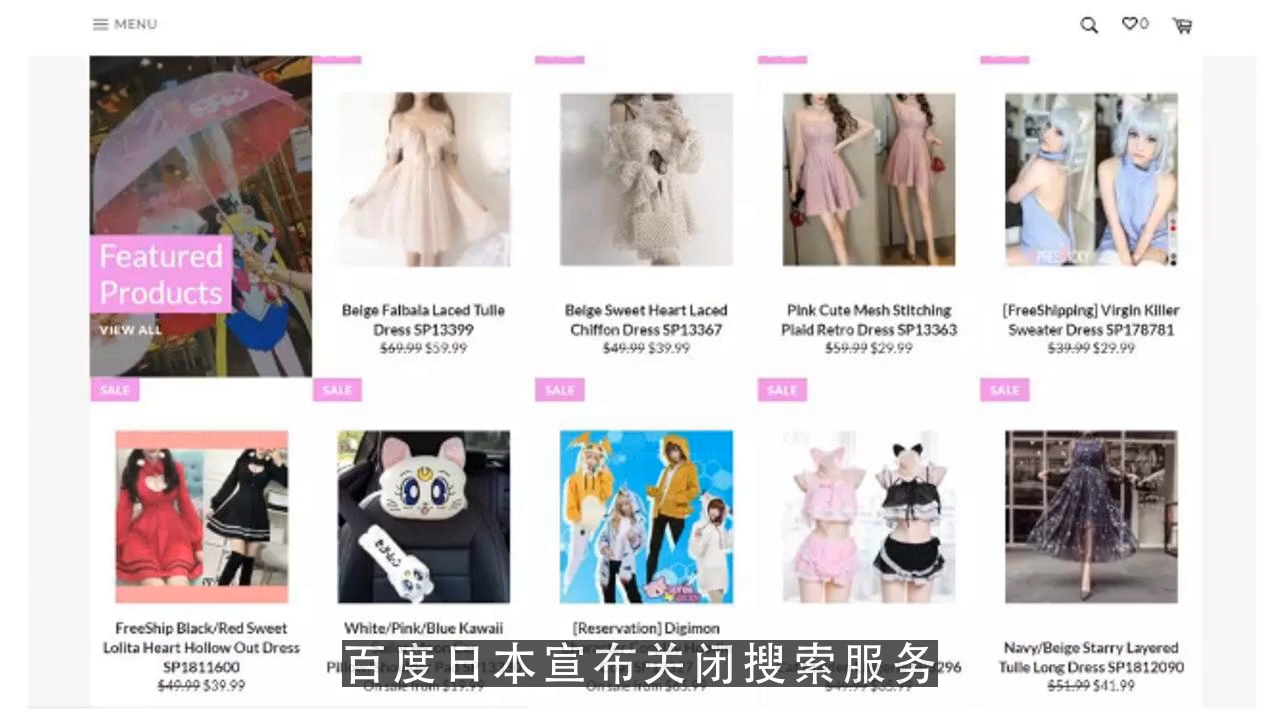 MENU
0
Featured
Products
VIEW ALL
Beige Falbala Laced Tulle
Dress SP13399
$69.99 $59.99
Beige Sweet Heart Laced
Chiffon Dress SP13367
$49.99 $39.99
Pink Cute Mesh Stitching
Plaid Retro Dress SP13363
$59.99 $29.99
[FreeShipping] Virgin Killer
Sweater Dress SP178781
$39.99 $29.99
SALE
SALE
SALE
SALE
SALE
FreeShip Black/Red Sweet
Lolita Heart Hollow Out Dress
SP1811600
$49.99 $39.99
White/Pink/Blue Kawaii
[Reservation] Digimon
Navy/Beige Starry Layered
Tulle Long Dress SP1812090
$51.99 $41.99
百度日本宣布关闭搜索服务